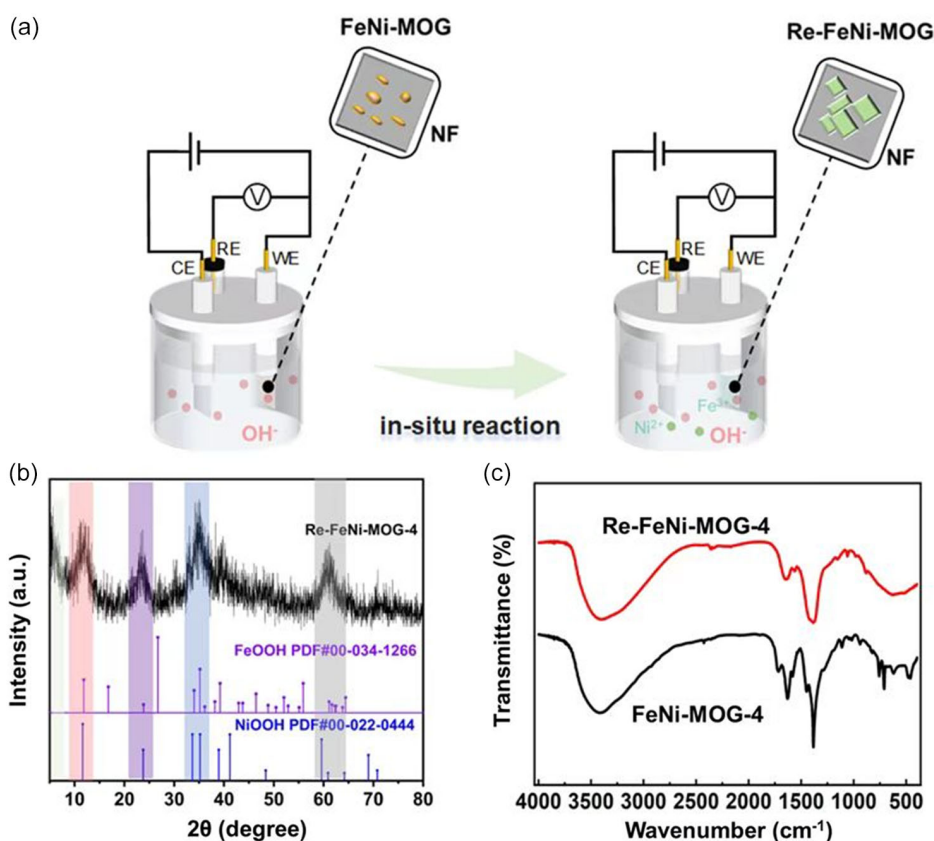 (a)
FeNi-MOG
NF
V
RE
CE
WE
OH-
in-situ reaction
Re-FeNi-MOG
NF
V
RE
CE
WE
Fe3+
Ni2+
OH-
(b)
Intensity (a.u.)
Re-FeNi-MOG-4
FeOOH PDF#00-034-1266
NiOOH PDF#00-022-0444
10 20 30 40 50 60 70 80
2θ (degree)
(c)
Transmittance (%)
Re-FeNi-MOG-4
FeNi-MOG-4
4000 3500 3000 2500 2000 1500 1000 500
Wavenumber (cm-1)